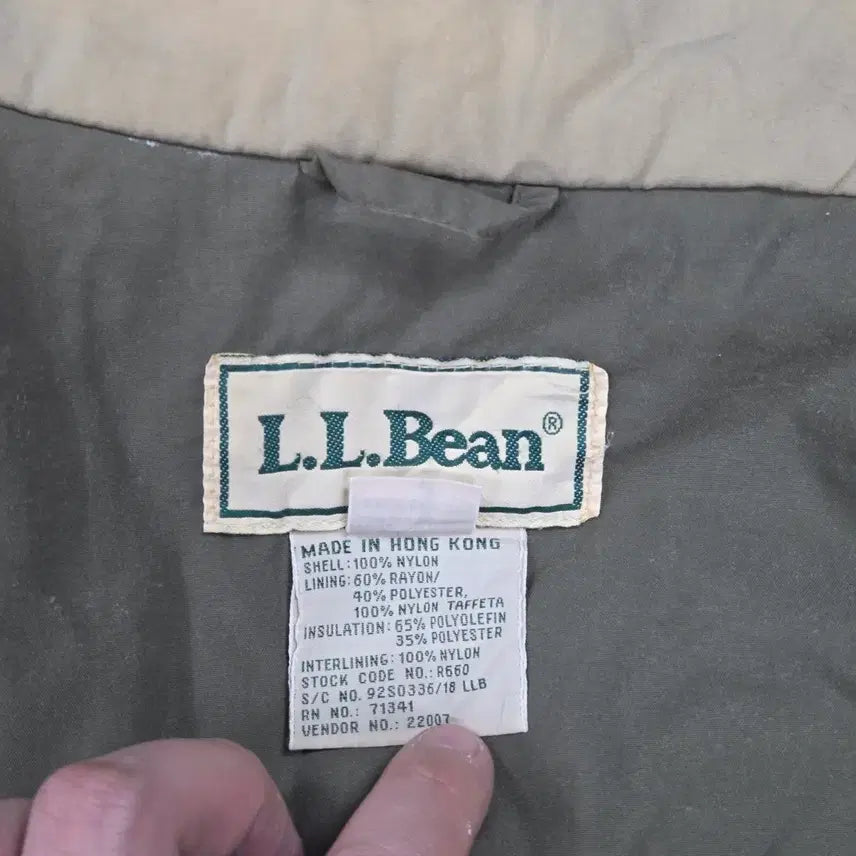 L.L.Bean®
MADE IN HONG KONG
SHELL: 100% NYLON
LINING: 60% RAYON/
40% POLYESTER,
100% NYLON TAFFETA
INSULATION: 65% POLYOLEFIN
35% POLYESTER
INTERLINING: 100% NYLON
STOCK CODE NO.: R660
S/C NO. 92S0336/18 LLB
RN NO.: 71341
VENDOR NO.: 22007